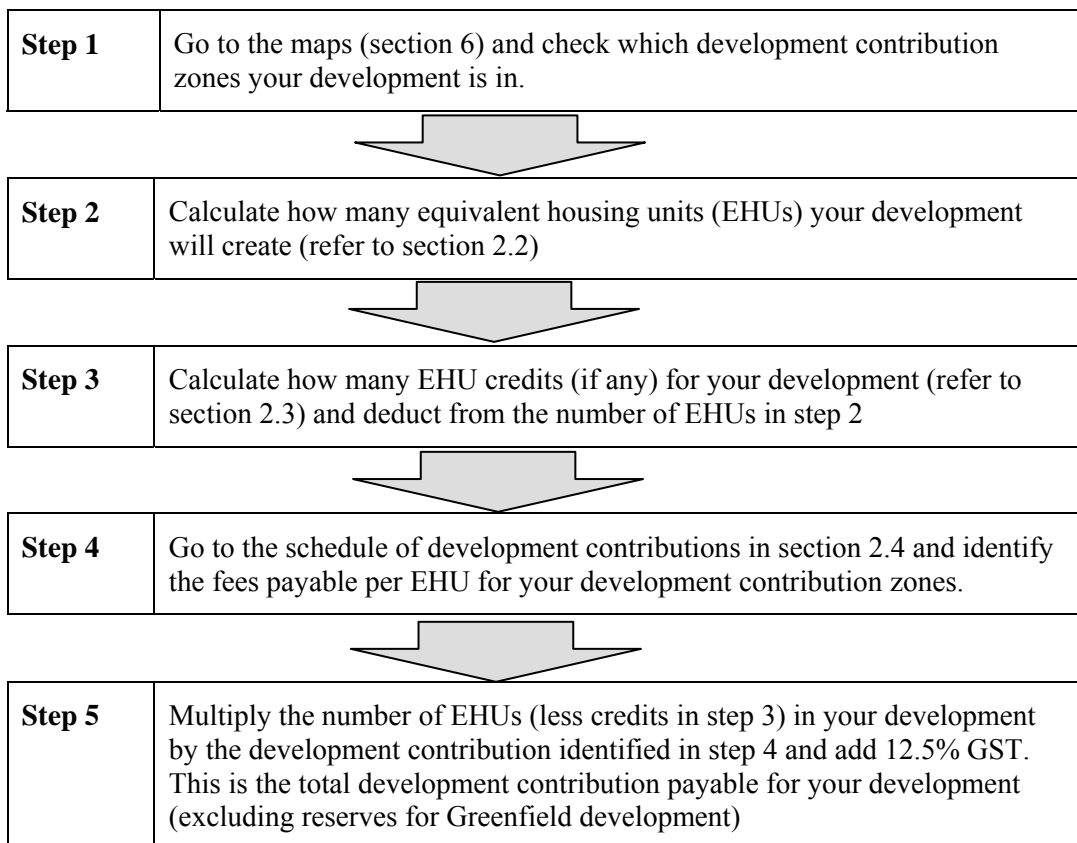 Step 1
Go to the maps (section 6) and check which development contribution
zones your development is in.
Step 2
Calculate how many equivalent housing units (EHUs) your development
will create (refer to section 2.2)
Step 3
Calculate how many EHU credits (if any) for your development (refer to
section 2.3) and deduct from the number of EHUs in step 2
Step 4
Go to the schedule of development contributions in section 2.4 and identify
the fees payable per EHU for your development contribution zones.
Step 5
Multiply the number of EHUs (less credits in step 3) in your development
by the development contribution identified in step 4 and add 12.5% GST.
This is the total development contribution payable for your development
(excluding reserves for Greenfield development)